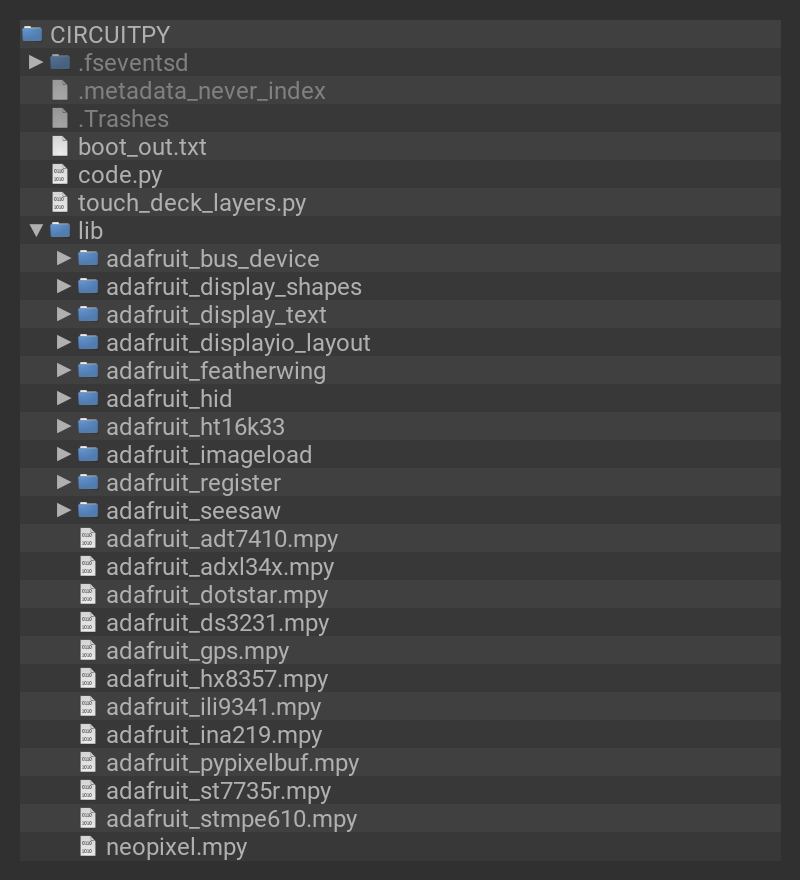 CIRCUITPY
.fseventsd
.metadata_never_index
.Trashes
boot_out.txt
code.py
touch_deck_layers.py
lib
adafruit_bus_device
adafruit_display_shapes
adafruit_display_text
adafruit_displayio_layout
adafruit_featherwing
adafruit_hid
adafruit_ht16k33
adafruit_imageload
adafruit_register
adafruit_seesaw
adafruit_adt7410.mpy
adafruit_adxl34x.mpy
adafruit_dotstar.mpy
adafruit_ds3231.mpy
adafruit_gps.mpy
adafruit_hx8357.mpy
adafruit_ili9341.mpy
adafruit_ina219.mpy
adafruit_pypixelbuf.mpy
adafruit_st7735r.mpy
adafruit_stmpe610.mpy
neopixel.mpy